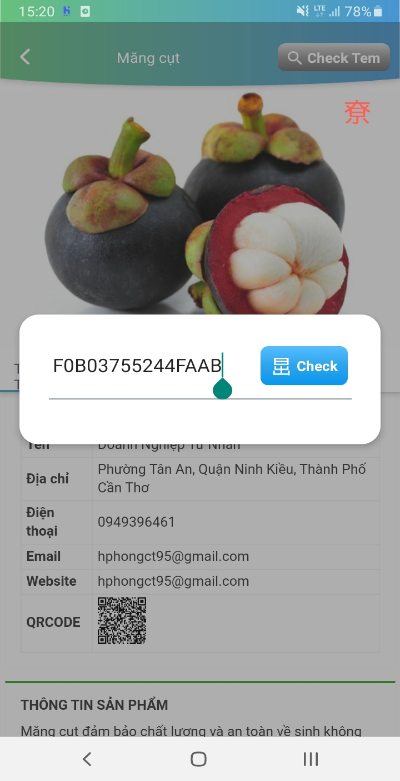 15:20
LTE
78%
Măng cụt
Check Tem
尞
F0B03755244FAAB
Check
Tên
Doanh Nghiệp Tư Nhân
Địa chỉ
Phường Tân An, Quận Ninh Kiều, Thành Phố
Cần Thơ
Điện
thoại
0949396461
Email
hphongct95@gmail.com
Website
hphongct95@gmail.com
QRCODE
THÔNG TIN SẢN PHẨM
Măng cụt đảm bảo chất lượng và an toàn về sinh không